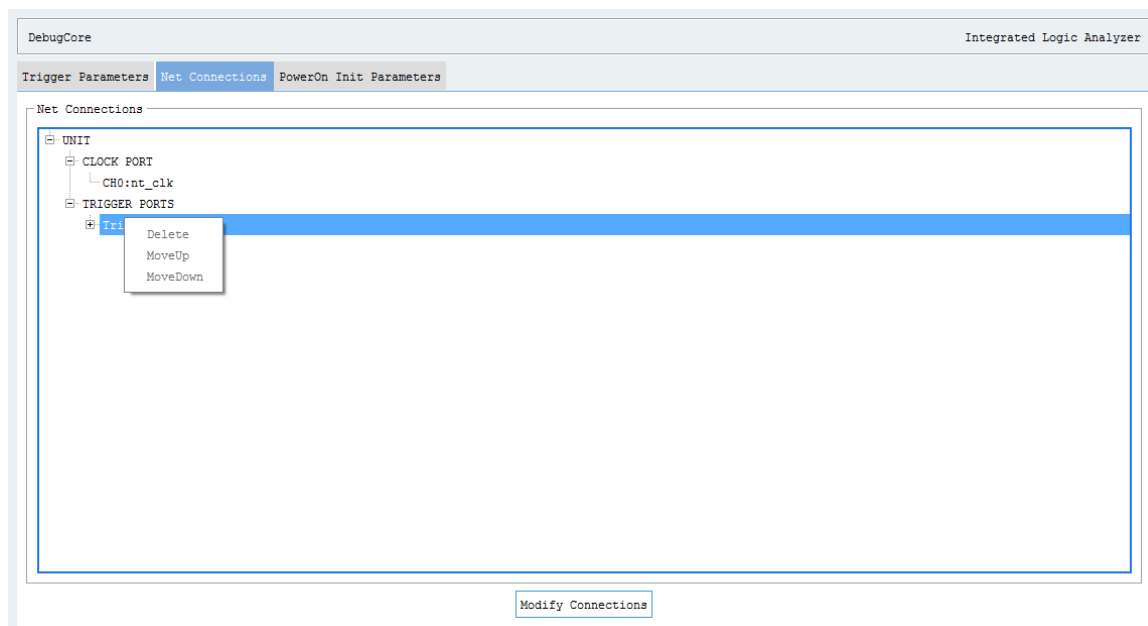 DebugCore Integrated Logic Analyzer
Trigger Parameters Net Connections PowerOn Init Parameters
Net Connections
UNIT
CLOCK PORT
CH0:nt_clk
TRIGGER PORTS
Tri
Delete
MoveUp
MoveDown
Modify Connections